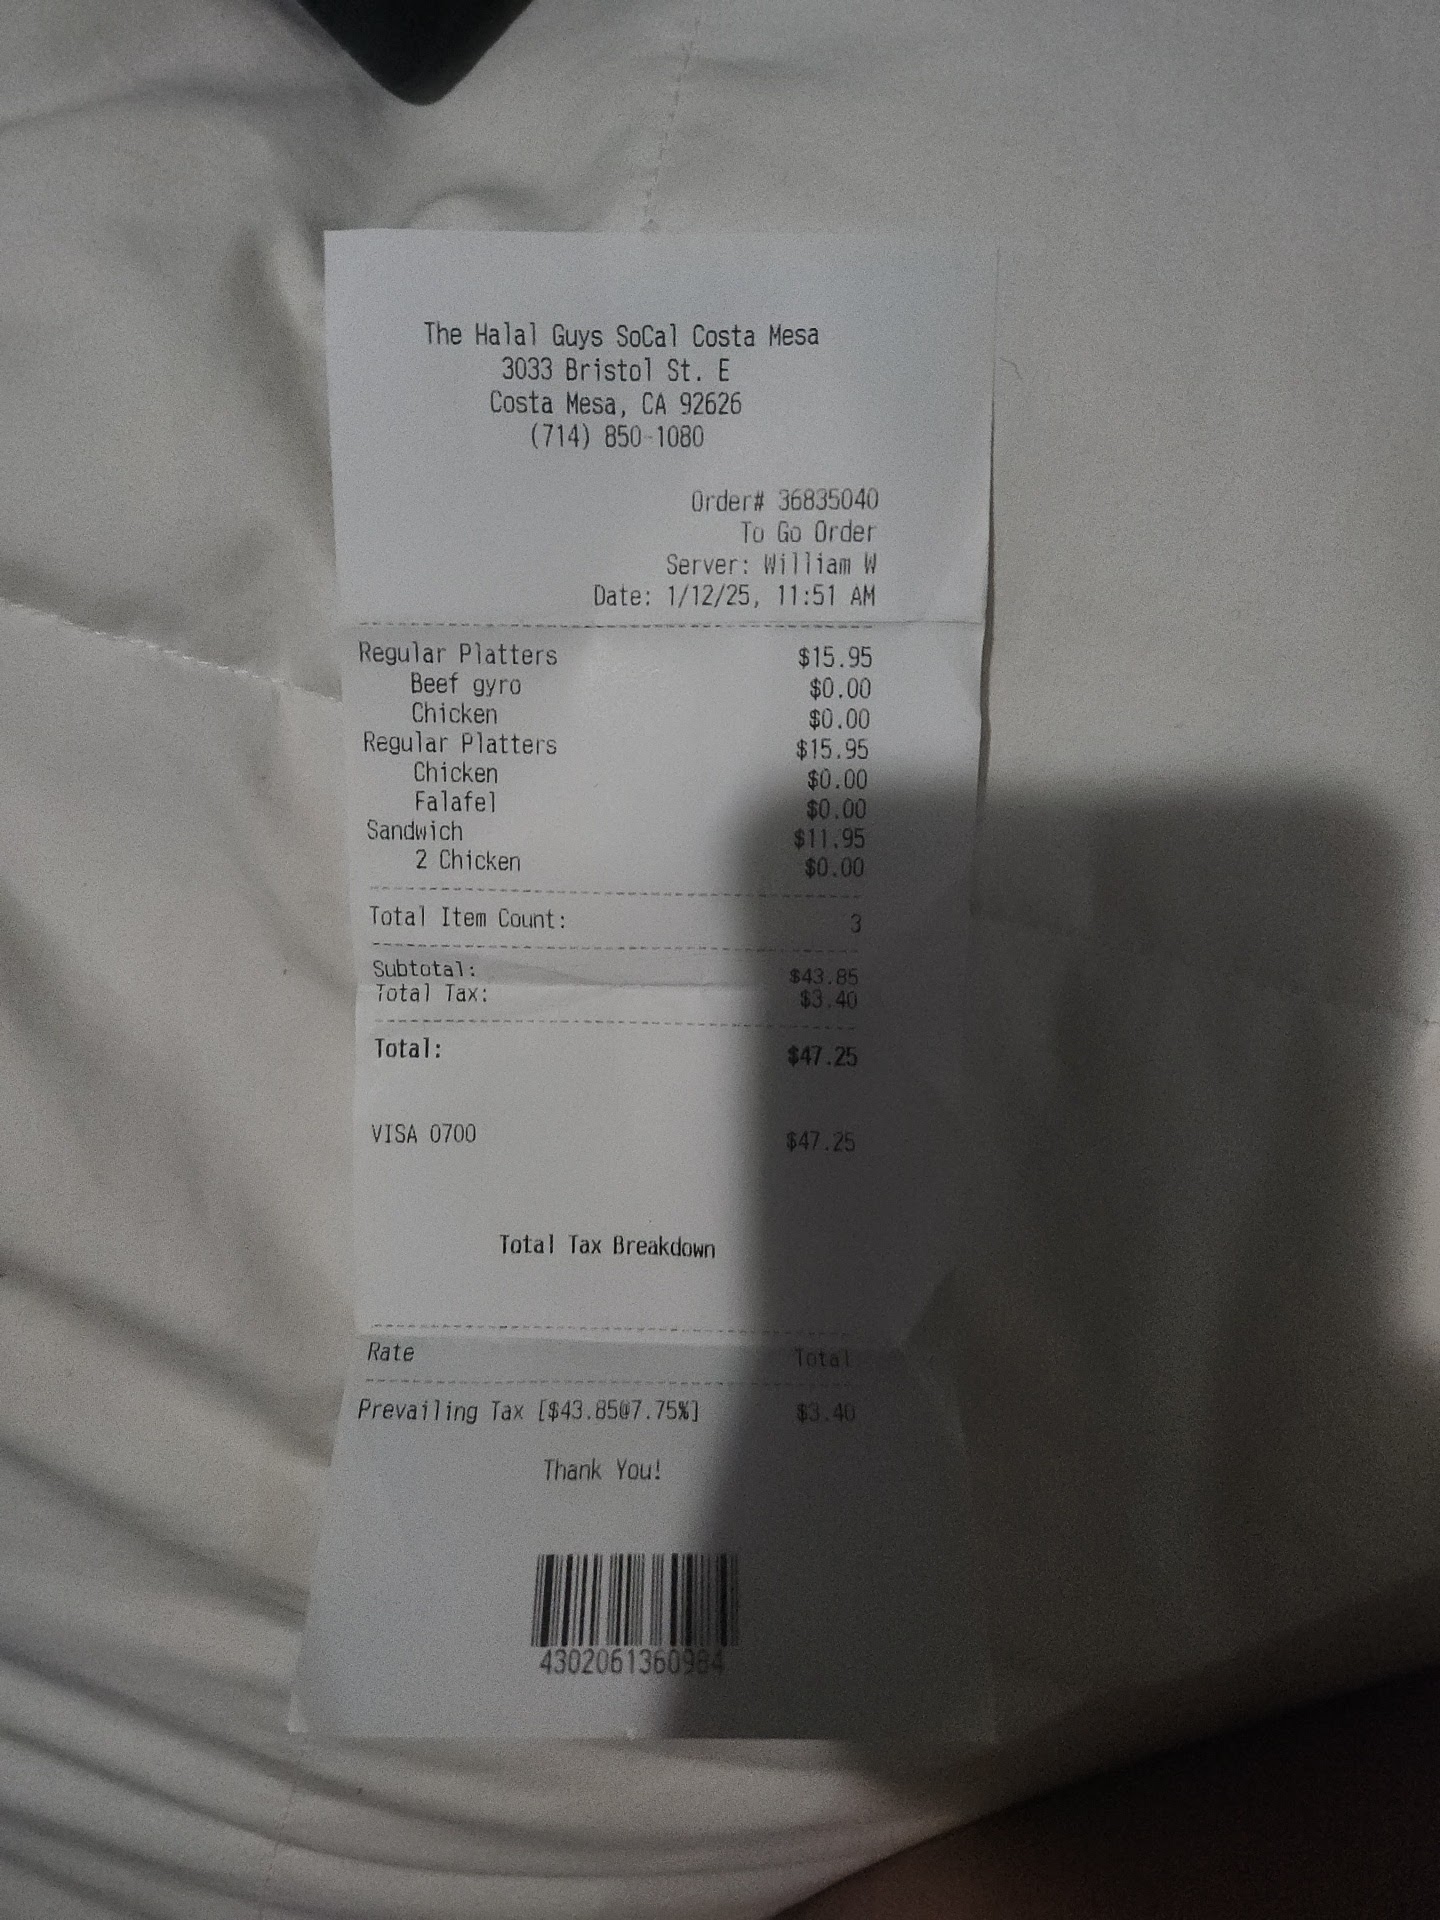 The Halal Guys SoCal Costa Mesa
3033 Bristol St. E
Costa Mesa, CA 92626
(714) 850-1080
Order# 36835040
To Go Order
Server: William W
Date: 1/12/25, 11:51 AM
Regular Platters $15.95
Beef gyro $0.00
Chicken $0.00
Regular Platters $15.95
Chicken $0.00
Falafel $0.00
Sandwich $11.95
2 Chicken $0.00
Total Item Count: 3
Subtotal: $43.85
Total Tax: $3.40
Total: $47.25
VISA 0700 $47.25
Total Tax Breakdown
Rate Total
Prevailing Tax [$43.85@7.75%] $3.40
Thank You!
4302061360984